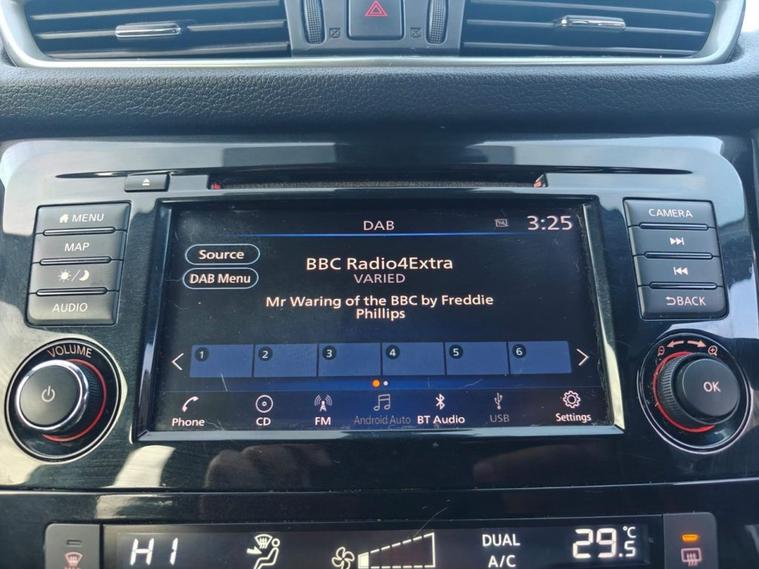 MENU
MAP
AUDIO
VOLUME
DAB
3:25
Source
DAB Menu
BBC Radio4Extra
VARIED
Mr Waring of the BBC by Freddie
Phillips
1 2 3 4 5 6
Phone CD FM Android Auto BT Audio USB Settings
CAMERA
BACK
OK
HI
DUAL
A/C
29.5°C